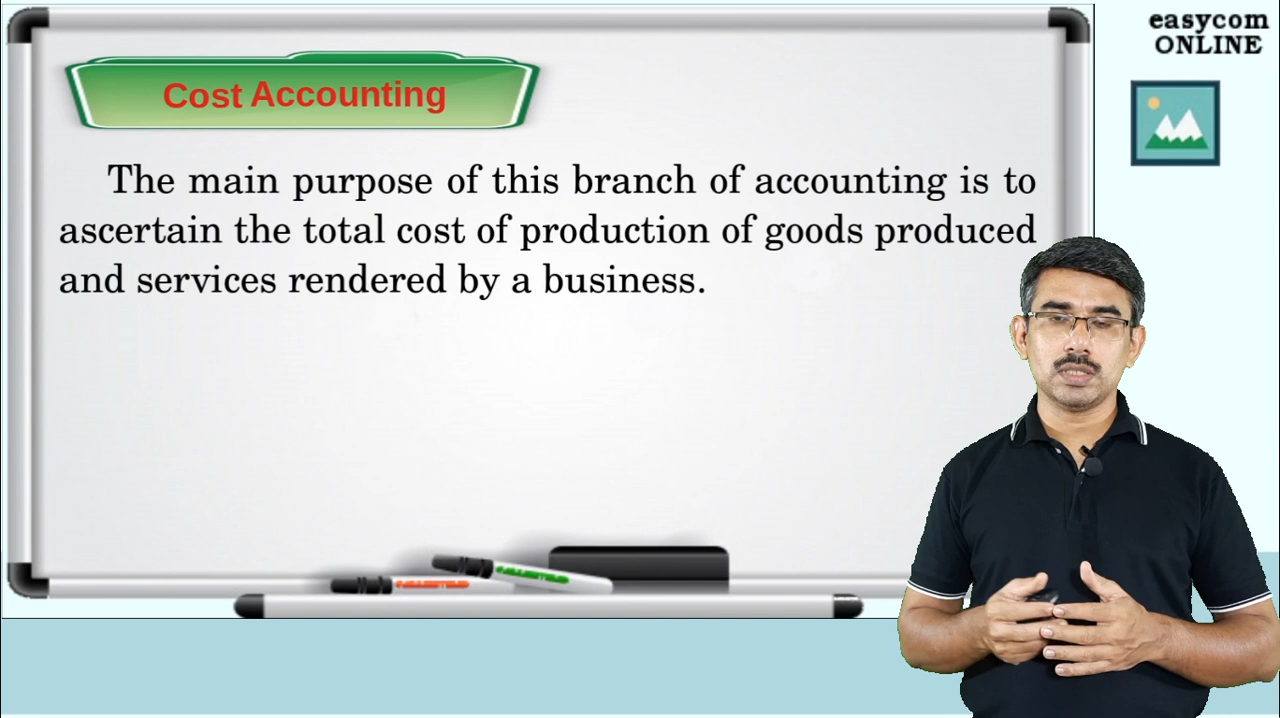 easycom
ONLINE
Cost Accounting
The main purpose of this branch of accounting is to
ascertain the total cost of production of goods produced
and services rendered by a business.